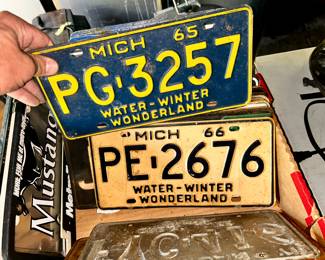 MICH 65
PG•3257
WATER-WINTER
WONDERLAND
MICH 66
PE•2676
WATER-WINTER
WONDERLAND
Mustang